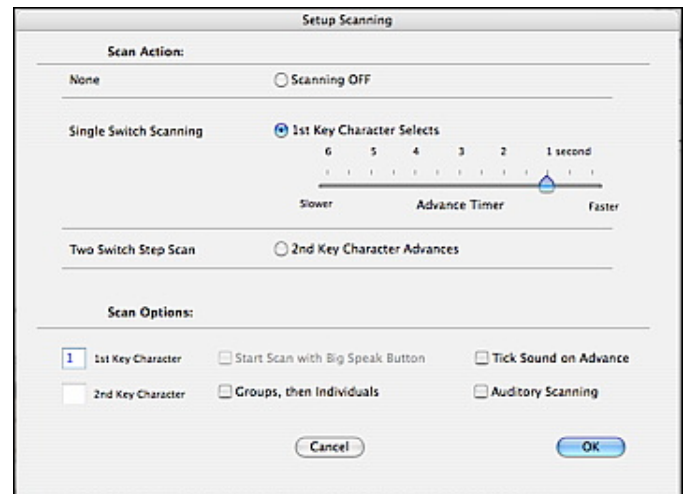 Setup Scanning
Scan Action:
None Scanning OFF
Single Switch Scanning 1st Key Character Selects
6 5 4 3 2 1 second
Slower Advance Timer Faster
Two Switch Step Scan 2nd Key Character Advances
Scan Options:
1 1st Key Character Start Scan with Big Speak Button Tick Sound on Advance
2nd Key Character Groups, then Individuals Auditory Scanning
Cancel OK